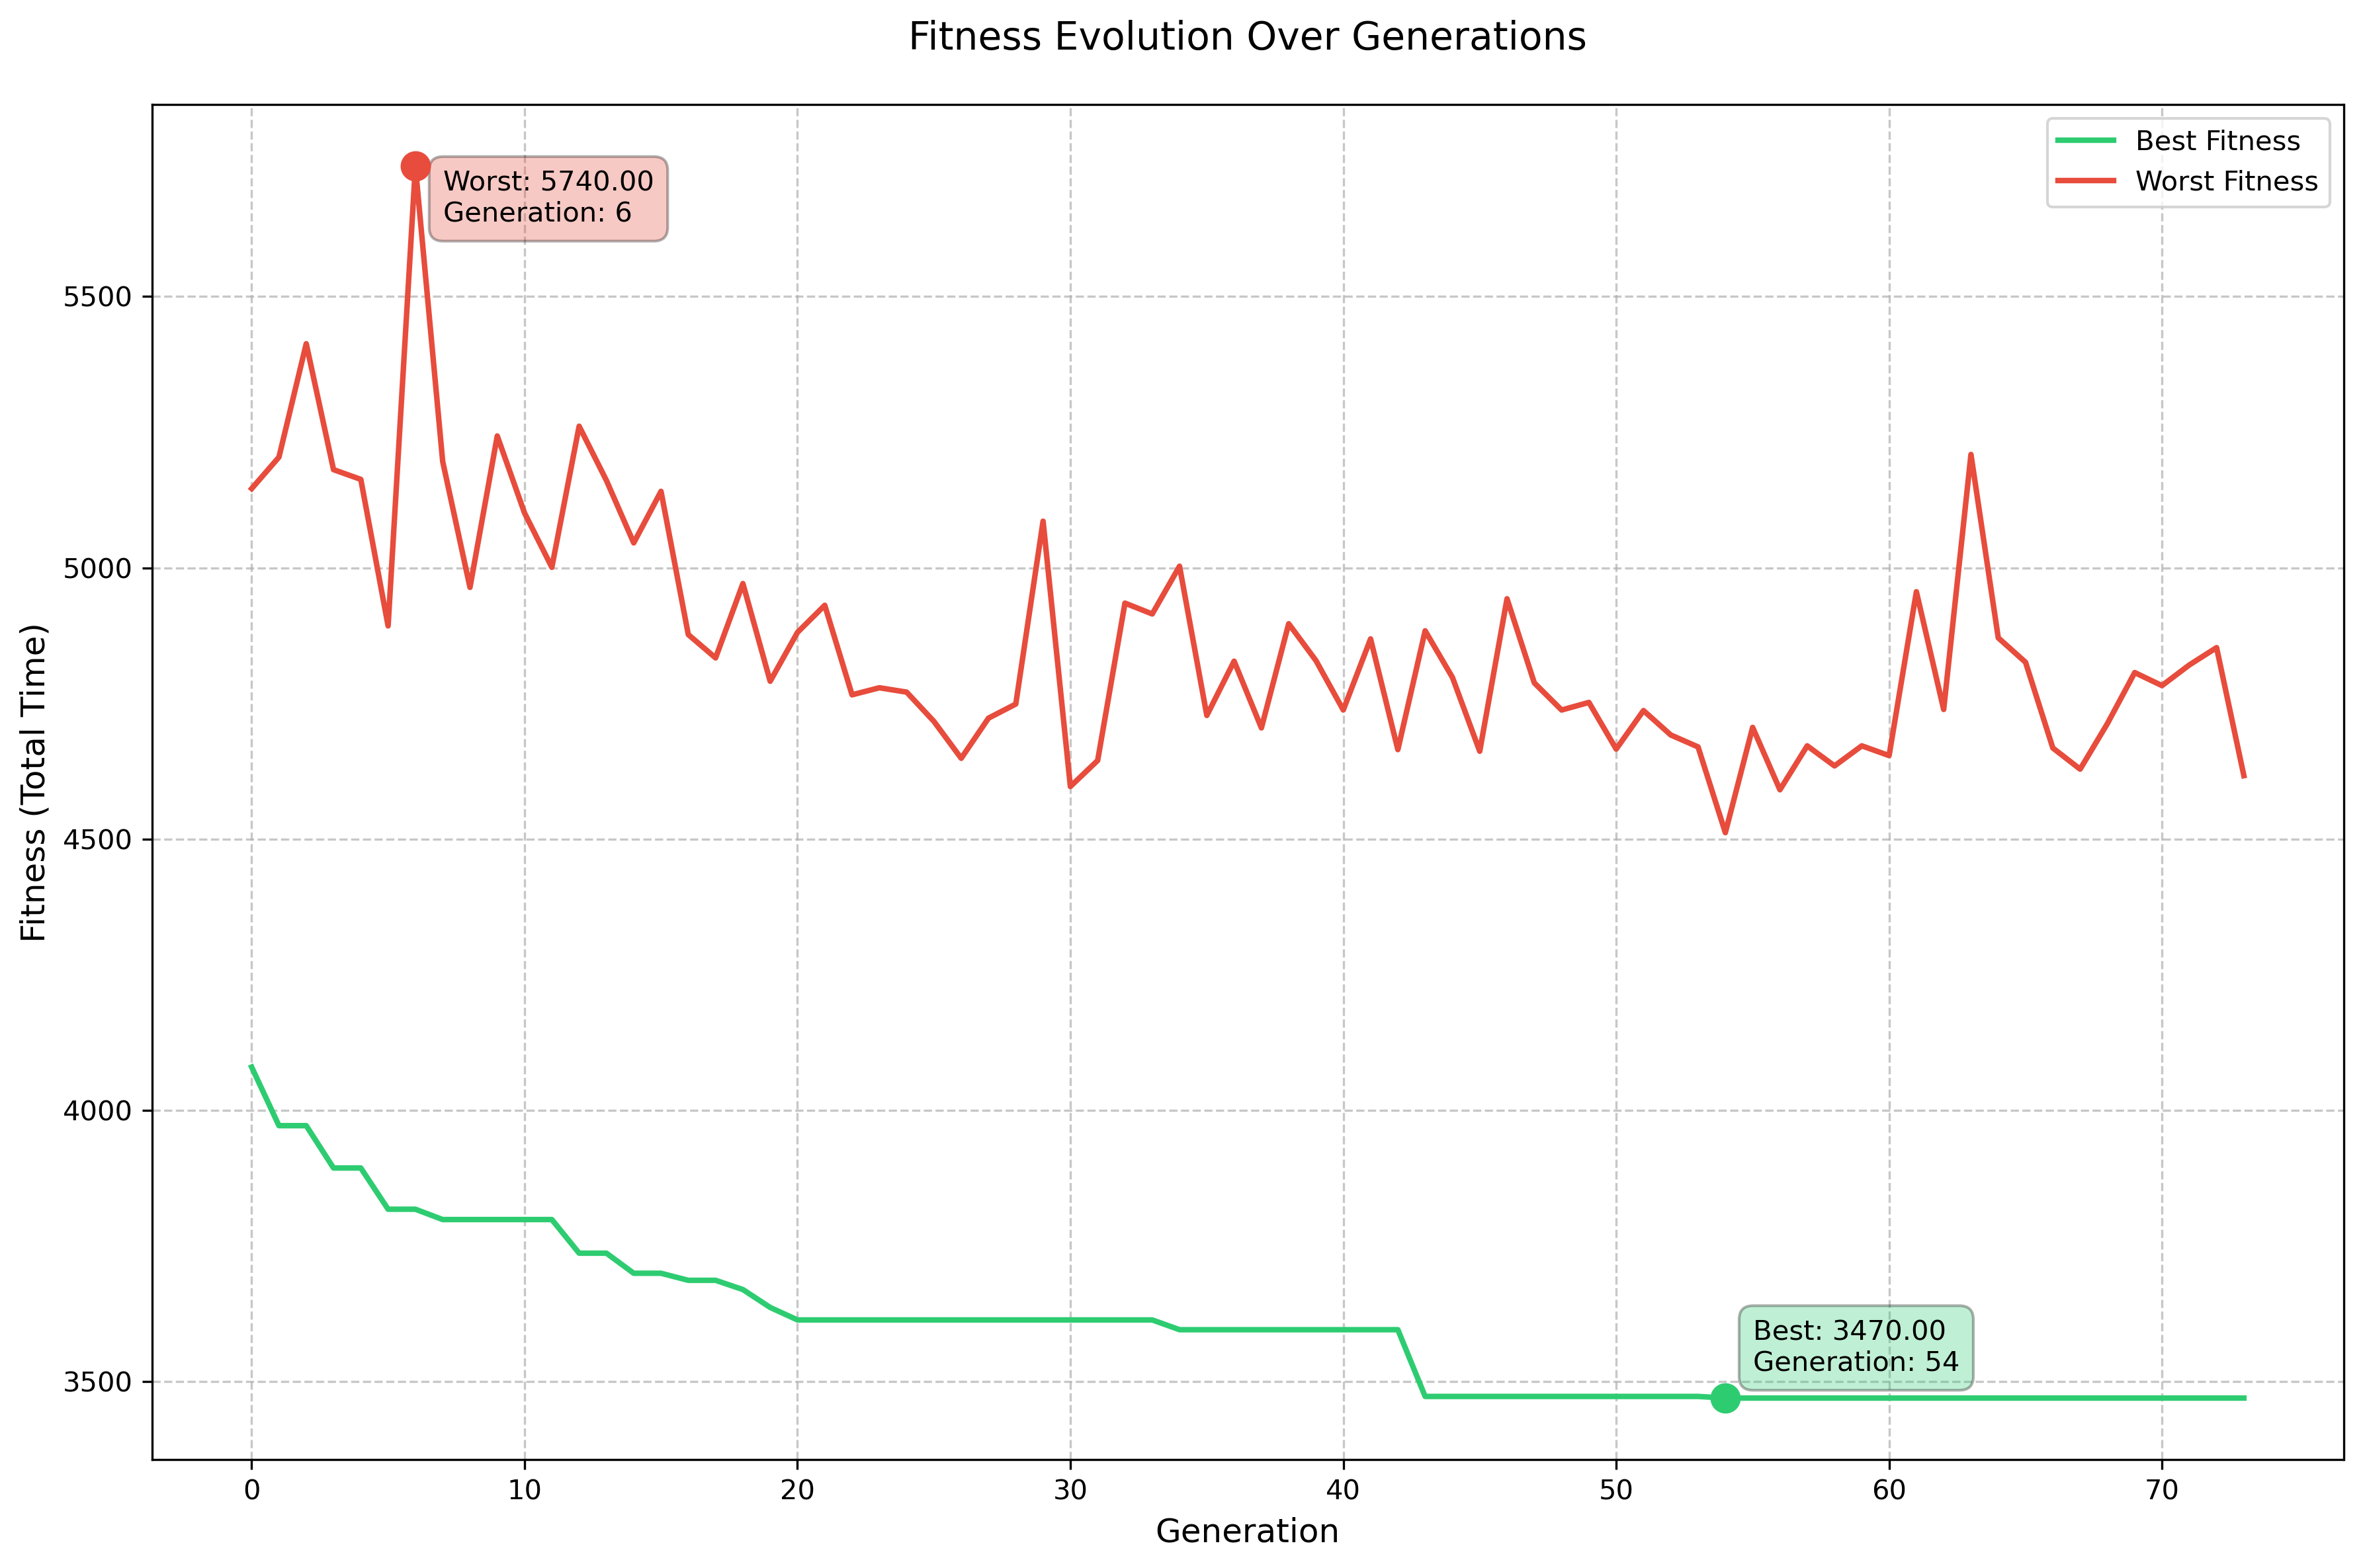 Fitness Evolution Over Generations
Best Fitness
Worst Fitness
Worst: 5740.00
Generation: 6
5500
5000
4500
4000
3500
Fitness (Total Time)
Best: 3470.00
Generation: 54
0 10 20 30 40 50 60 70
Generation